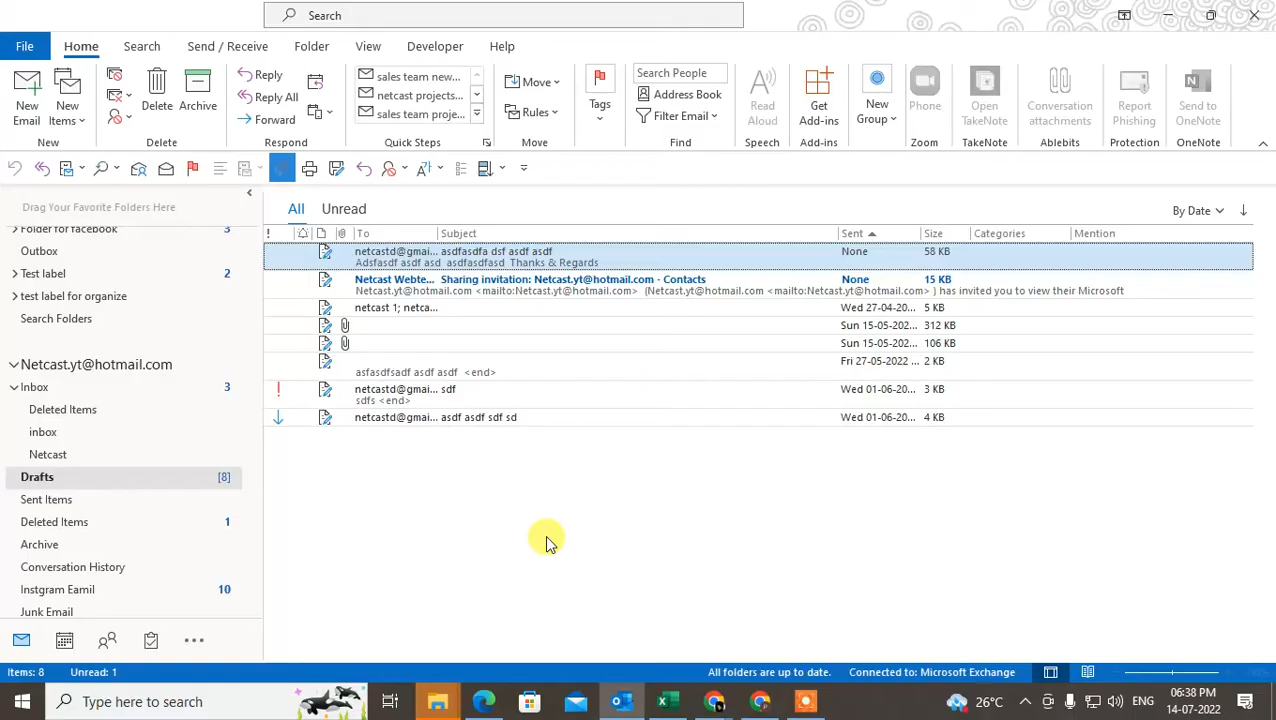 Search
File Home Search Send / Receive Folder View Developer Help
New Email
New Items
Delete
Archive
Reply
Reply All
Forward
sales team new...
netcast projects...
sales team proje...
Move
Rules
Tags
Search People
Address Book
Filter Email
Read Aloud
Get Add-ins
New Group
Phone
Open TakeNote
Conversation attachments
Report Phishing
Send to OneNote
New Delete Respond Quick Steps Move Find Speech Add-ins Zoom TakeNote Ablebits Protection OneNote
Drag Your Favorite Folders Here
Folder for facebook 3
Outbox
Test label 2
test label for organize
Search Folders
Netcast.yt@hotmail.com
Inbox 3
Deleted Items
inbox
Netcast
Drafts [8]
Sent Items
Deleted Items 1
Archive
Conversation History
Instgram Eamil 10
Junk Email
All Unread By Date
! To Subject Sent Size Categories Mention
netcastd@gmai... asdfasdfa dsf asdf asdf None 58 KB
Adsfasdf asdf asd asdfasdfasd Thanks & Regards
Netcast Webte... Sharing invitation: Netcast.yt@hotmail.com - Contacts None 15 KB
Netcast.yt@hotmail.com <mailto:Netcast.yt@hotmail.com> (Netcast.yt@hotmail.com <mailto:Netcast.yt@hotmail.com> ) has invited you to view their Microsoft
netcast 1; netca... Wed 27-04-20... 5 KB
Sun 15-05-202... 312 KB
Sun 15-05-202... 106 KB
Fri 27-05-2022 ... 2 KB
asfasdfsadf asdf asdf <end>
netcastd@gmai... sdf Wed 01-06-20... 3 KB
sdfs <end>
netcastd@gmai... asdf asdf sdf sd Wed 01-06-20... 4 KB
Items: 8 Unread: 1 All folders are up to date. Connected to: Microsoft Exchange
Type here to search
26°C ENG
06:38 PM
14-07-2022